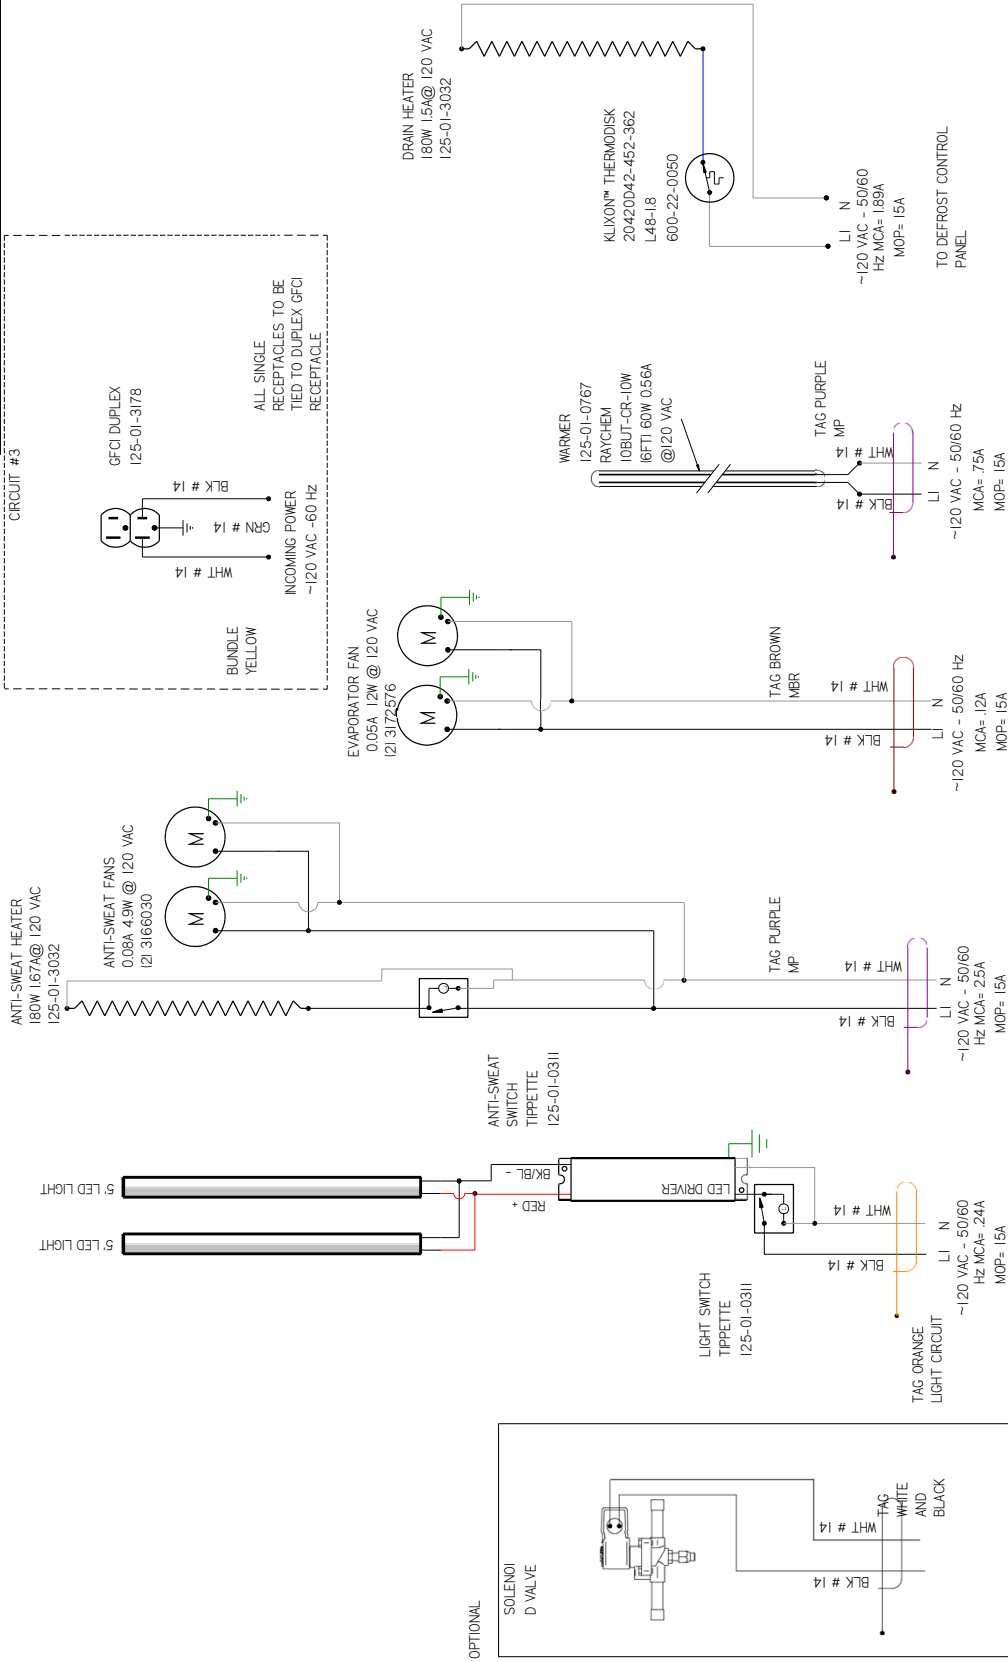 OPTIONAL
SOLENOI
D VALVE
BLK # 14
WHT # 14
TAG
WHITE
AND
BLACK
5' LED LIGHT
5' LED LIGHT
RED +
BK/BL -
LED DRIVER
LIGHT SWITCH
TIPPETTE
125-01-0311
BLK # 14
WHT # 14
TAG ORANGE
LIGHT CIRCUIT
L1 N
~120 VAC - 50/60
Hz MCA= .24A
MOP= 15A
ANTI-SWEAT HEATER
180W 1.67A@ 120 VAC
125-01-3032
ANTI-SWEAT FANS
0.08A 4.9W @ 120 VAC
(2) 3166030
M
M
ANTI-SWEAT
SWITCH
TIPPETTE
125-01-0311
TAG PURPLE
MP
BLK # 14
WHT # 14
L1 N
~120 VAC - 50/60
Hz MCA= 2.5A
MOP= 15A
CIRCUIT #3
GFCI DUPLEX
125-01-3178
WHT # 14
GRN # 14
BLK # 14
BUNDLE
YELLOW
INCOMING POWER
~120 VAC -60 Hz
ALL SINGLE
RECEPTACLES TO BE
TIED TO DUPLEX GFCI
RECEPTACLE
EVAPORATOR FAN
0.05A 12W @ 120 VAC
(2) 3172576
M
M
TAG BROWN
MBR
BLK # 14
WHT # 14
L1 N
~120 VAC - 50/60 Hz
MCA= .12A
MOP= 15A
WARMER
125-01-0767
RAYCHEM
10BUT-CR-10W
(6FT) 60W 0.56A
@120 VAC
TAG PURPLE
MP
BLK # 14
WHT # 14
L1 N
~120 VAC - 50/60 Hz
MCA= .75A
MOP= 15A
DRAIN HEATER
180W 1.5A@ 120 VAC
125-01-3032
KLIXON™ THERMODISK
20420D42-452-362
L48-1.8
600-22-0050
L1 N
~120 VAC - 50/60
Hz MCA= 1.89A
MOP= 15A
TO DEFROST CONTROL
PANEL